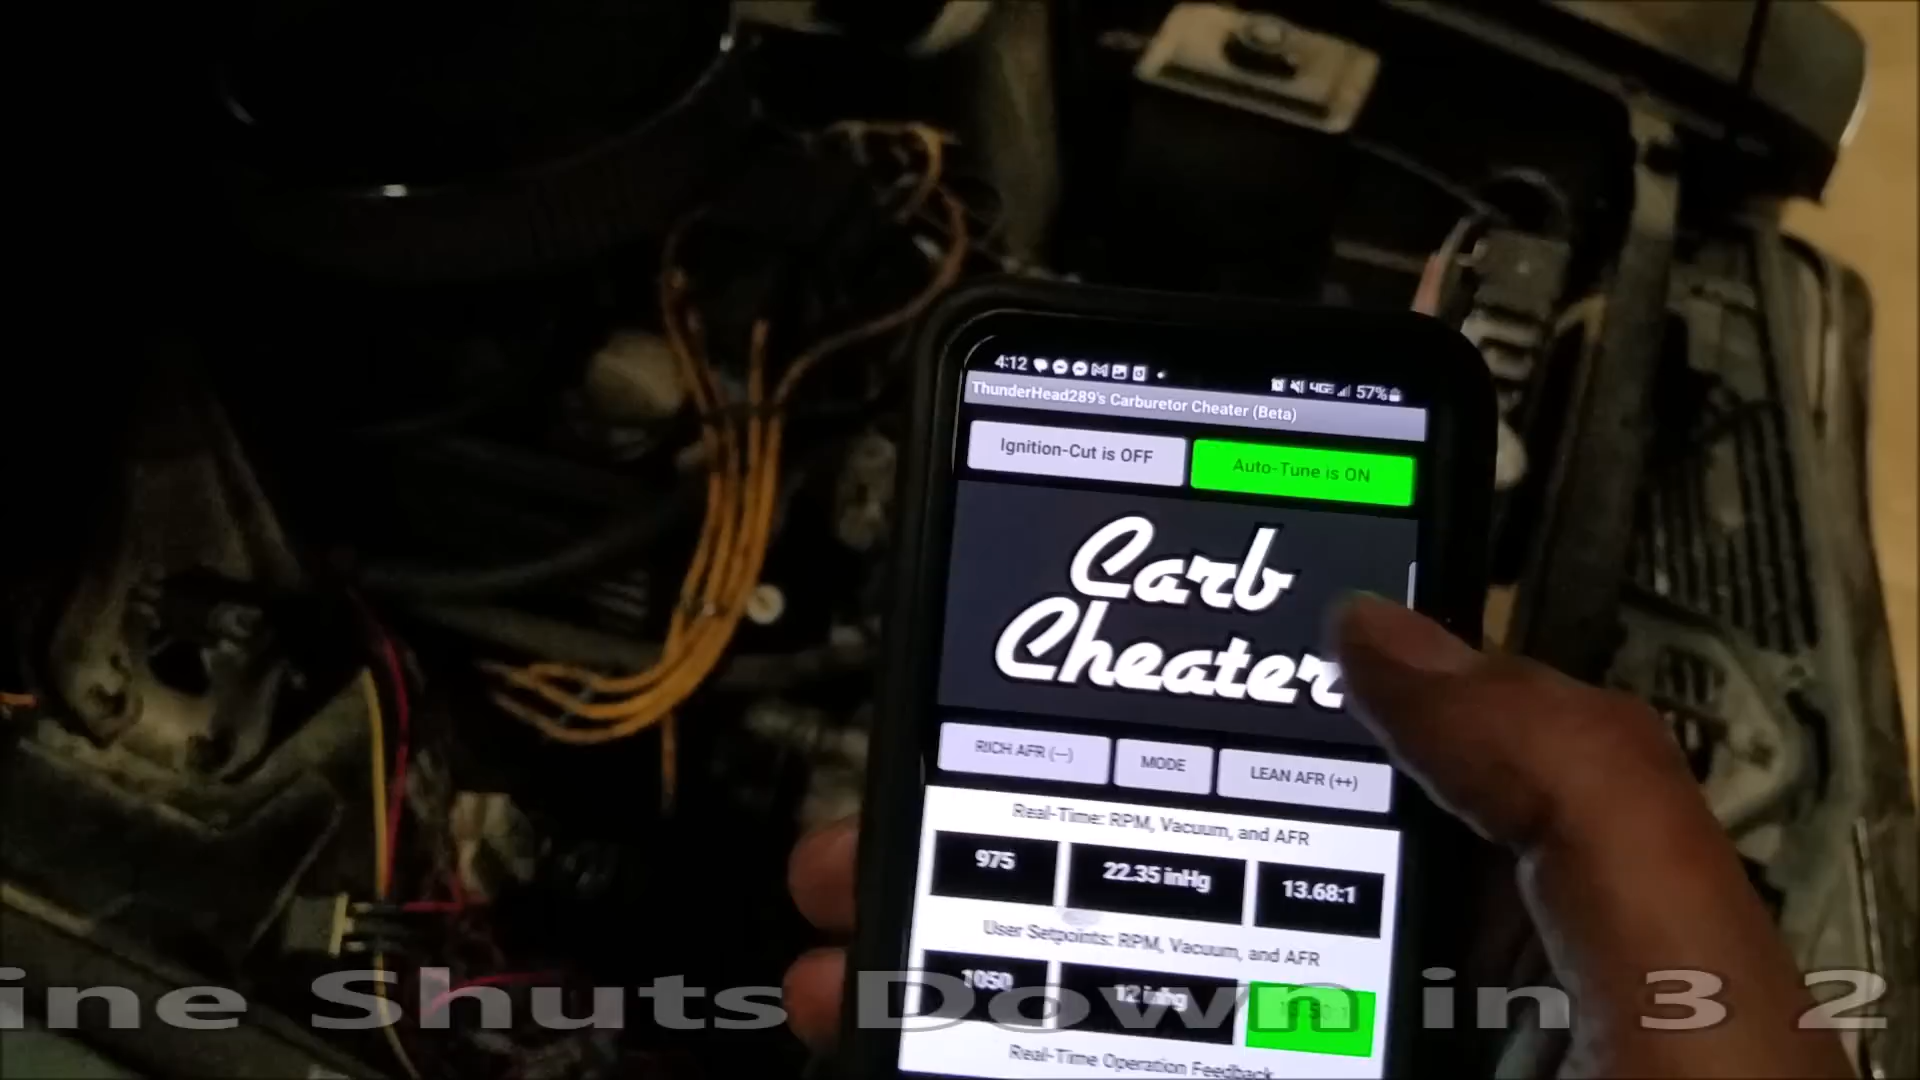 4:12
4GE 57%
ThunderHead289's Carburetor Cheater (Beta)
Ignition-Cut is OFF
Auto-Tune is ON
Carb
Cheater
RICH AFR (--)
MODE
LEAN AFR (++)
Real-Time: RPM, Vacuum, and AFR
975
22.35 inHg
13.68:1
User Setpoints: RPM, Vacuum, and AFR
1050
12 inhg
Real-Time Operation Feedback
ine Shuts Down in 3 2